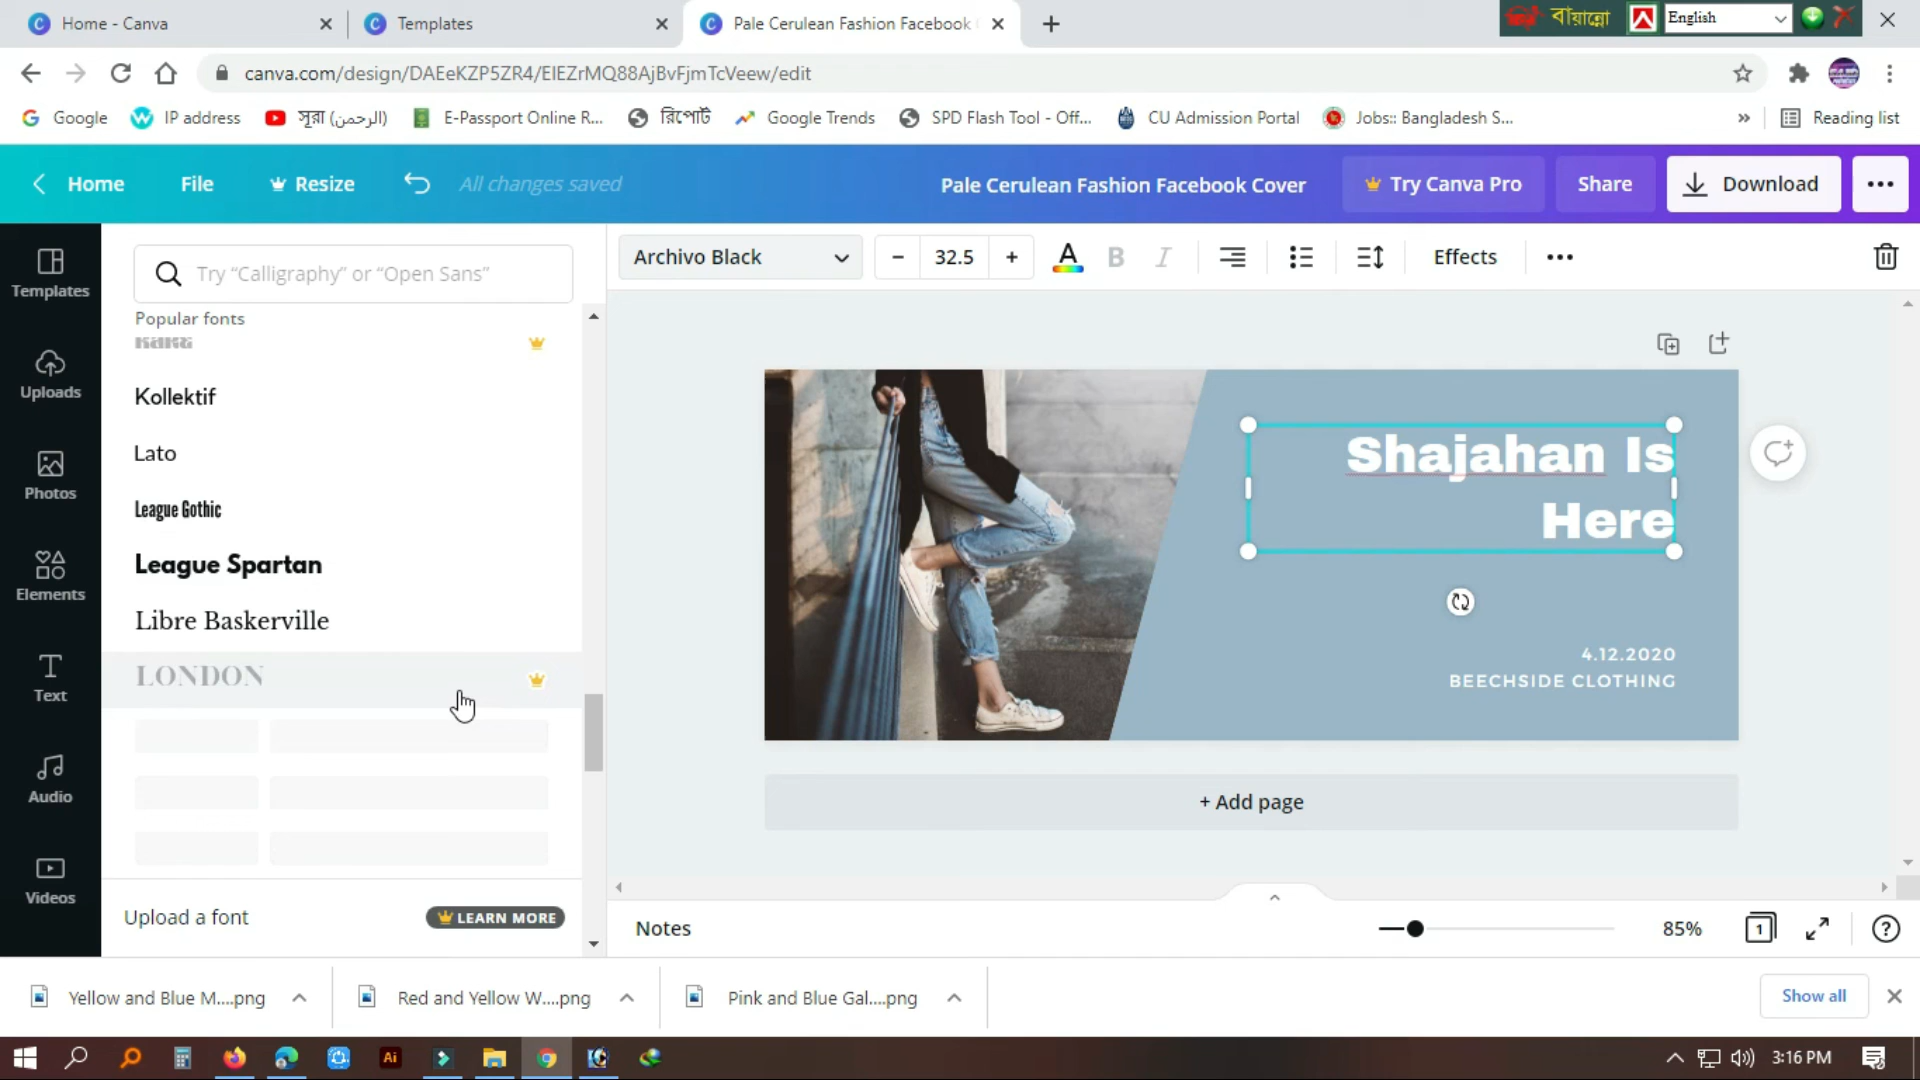 Home - Canva
Templates
Pale Cerulean Fashion Facebook
বায়ান্নো
English
canva.com/design/DAEeKZP5ZR4/EIEZrMQ88AjBvFjmTcVeew/edit
Google
IP address
সূরা (الرحمن)
E-Passport Online R...
রিপোর্ট
Google Trends
SPD Flash Tool - Off...
CU Admission Portal
Jobs:: Bangladesh S...
»
Reading list
Home
File
Resize
All changes saved
Pale Cerulean Fashion Facebook Cover
Try Canva Pro
Share
Download
Templates
Uploads
Photos
Elements
Text
Audio
Videos
Try “Calligraphy” or “Open Sans”
Popular fonts
Kollektif
Lato
League Gothic
League Spartan
Libre Baskerville
LONDON
Upload a font
LEARN MORE
Archivo Black
32.5
A
B
I
Effects
Shajahan Is
Here
4.12.2020
BEECHSIDE CLOTHING
+ Add page
Notes
85%
1
Yellow and Blue M....png
Red and Yellow W....png
Pink and Blue Gal....png
Show all
Ai
3:16 PM